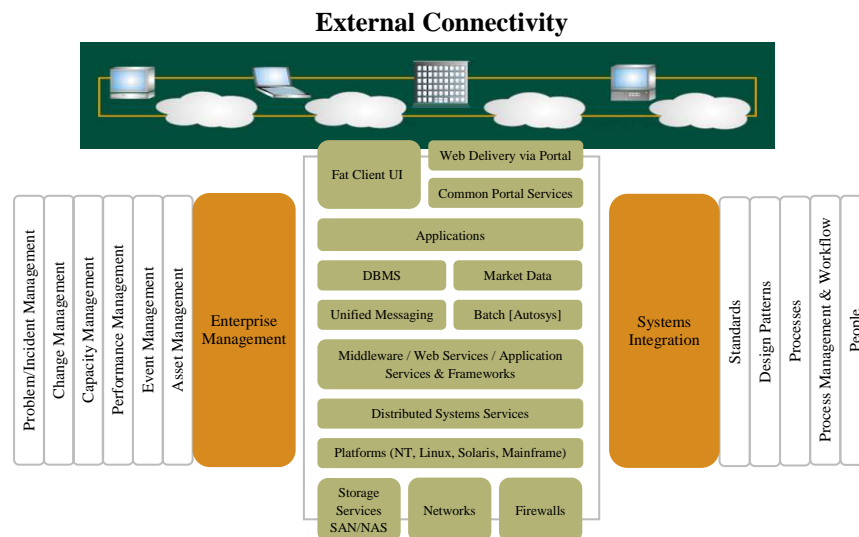 External Connectivity
Fat Client UI
Web Delivery via Portal
Common Portal Services
Applications
DBMS
Market Data
Unified Messaging
Batch [Autosys]
Middleware / Web Services / Application
Services & Frameworks
Distributed Systems Services
Platforms (NT, Linux, Solaris, Mainframe)
Storage
Services
SAN/NAS
Networks
Firewalls
Problem/Incident Management
Change Management
Capacity Management
Performance Management
Event Management
Asset Management
Enterprise
Management
Systems
Integration
Standards
Design Patterns
Processes
Process Management & Workflow
People